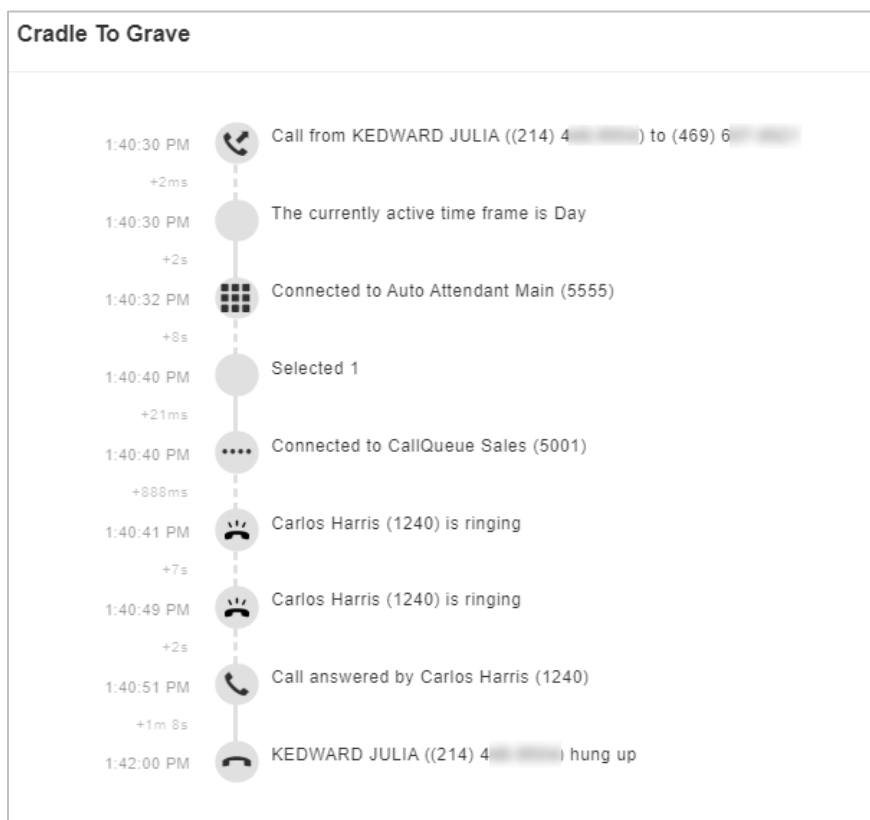 Cradle To Grave
1:40:30 PM Call from KEDWARD JULIA ((214) 4 ) to (469) 6
+2ms
1:40:30 PM The currently active time frame is Day
+2s
1:40:32 PM Connected to Auto Attendant Main (5555)
+8s
1:40:40 PM Selected 1
+21ms
1:40:40 PM Connected to CallQueue Sales (5001)
+888ms
1:40:41 PM Carlos Harris (1240) is ringing
+7s
1:40:49 PM Carlos Harris (1240) is ringing
+2s
1:40:51 PM Call answered by Carlos Harris (1240)
+1m 8s
1:42:00 PM KEDWARD JULIA ((214) 4 ) hung up